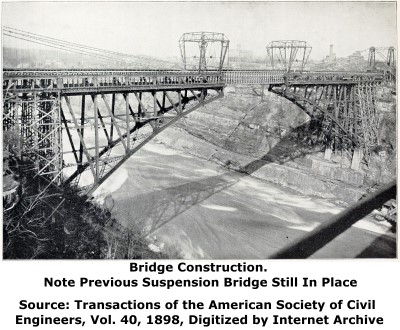 Bridge Construction.
Note Previous Suspension Bridge Still In Place
Source: Transactions of the American Society of Civil
Engineers, Vol. 40, 1898, Digitized by Internet Archive